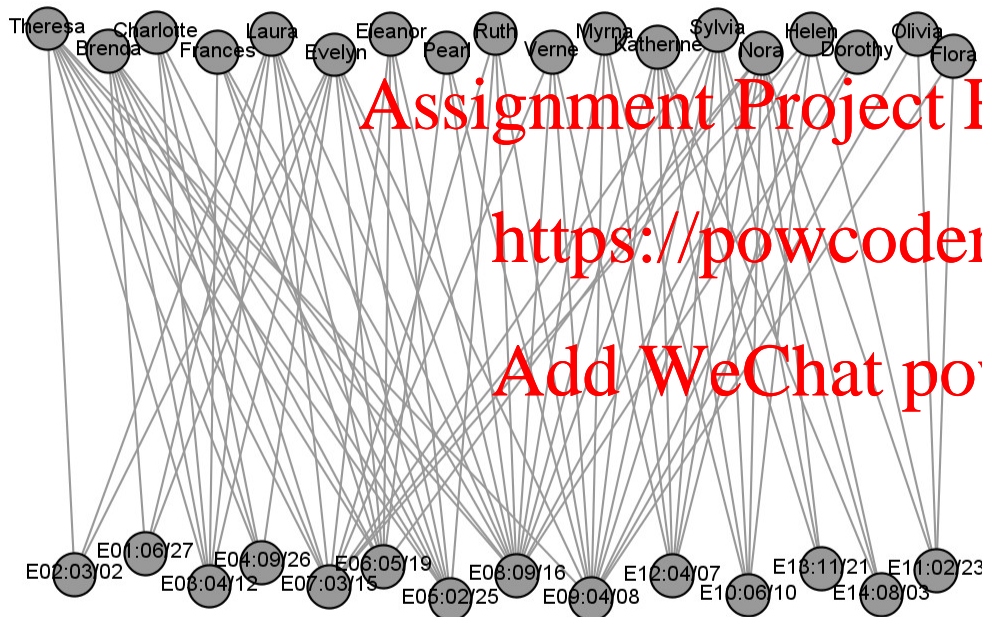 Theresa
Brenda
Charlotte
Frances
Laura
Evelyn
Eleanor
Pearl
Ruth
Verne
Myrna
Katherine
Sylvia
Nora
Helen
Dorothy
Olivia
Flora
Assignment Project
https://powcoder
Add WeChat pow
E02:03/02
E01:06/27
E03:04/12
E04:09/26
E07:03/15
E06:05/19
E05:02/25
E08:09/16
E09:04/08
E12:04/07
E10:06/10
E13:11/21
E14:08/03
E11:02/23